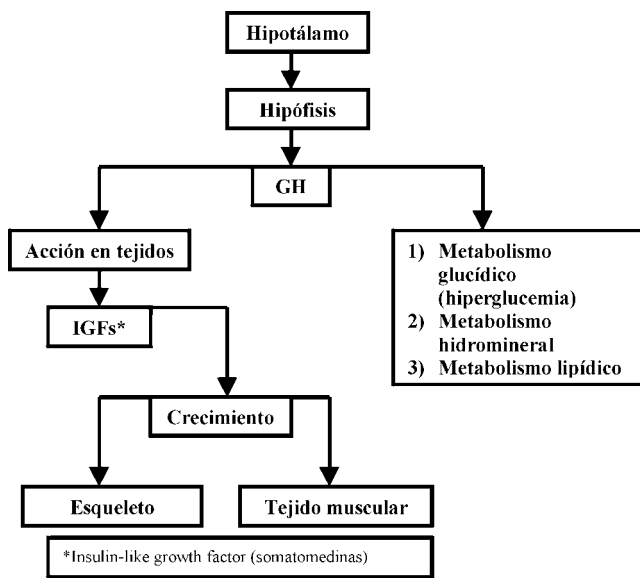 Hipotálamo
Hipófisis
GH
Acción en tejidos
IGFs*
1) Metabolismo
glucídico
(hiperglucemia)
2) Metabolismo
hidromineral
3) Metabolismo lipídico
Crecimiento
Esqueleto
Tejido muscular
*Insulin-like growth factor (somatomedinas)